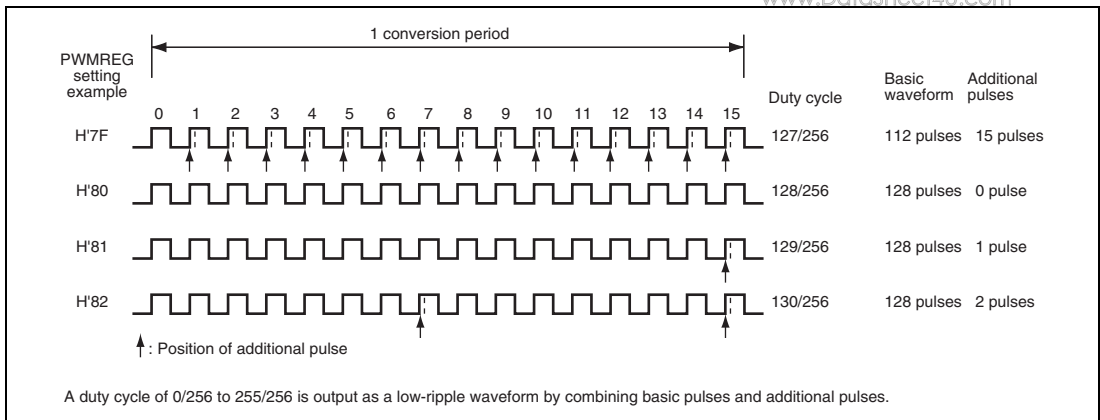 www.DataSheet4U.com
1 conversion period
PWMREG
setting
example
Duty cycle
Basic
waveform
Additional
pulses
0 1 2 3 4 5 6 7 8 9 10 11 12 13 14 15
H'7F 127/256 112 pulses 15 pulses
H'80 128/256 128 pulses 0 pulse
H'81 129/256 128 pulses 1 pulse
H'82 130/256 128 pulses 2 pulses
: Position of additional pulse
A duty cycle of 0/256 to 255/256 is output as a low-ripple waveform by combining basic pulses and additional pulses.